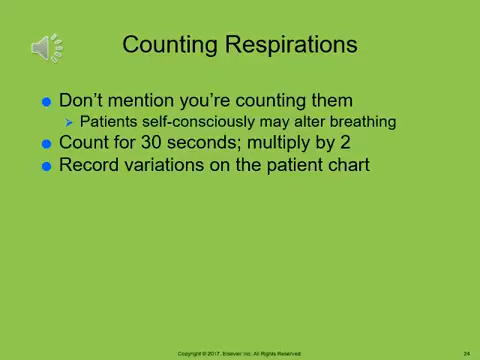 Counting Respirations
Don't mention you're counting them
Patients self-consciously may alter breathing
Count for 30 seconds; multiply by 2
Record variations on the patient chart
Copyright © 2017, Elsevier Inc. All Rights Reserved.
24